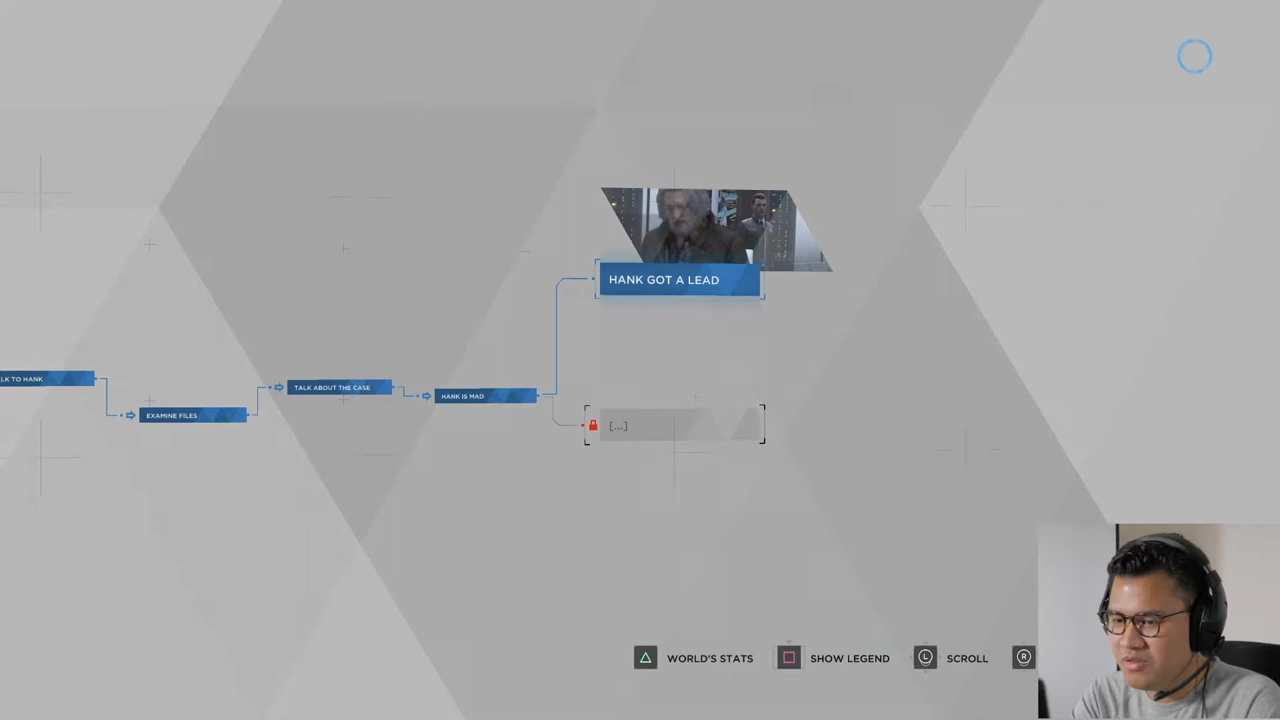 HANK GOT A LEAD
LK TO HANK
TALK ABOUT THE CASE
HANK IS MAD
EXAMINE FILES
[...]
WORLD'S STATS
SHOW LEGEND
L
SCROLL
R